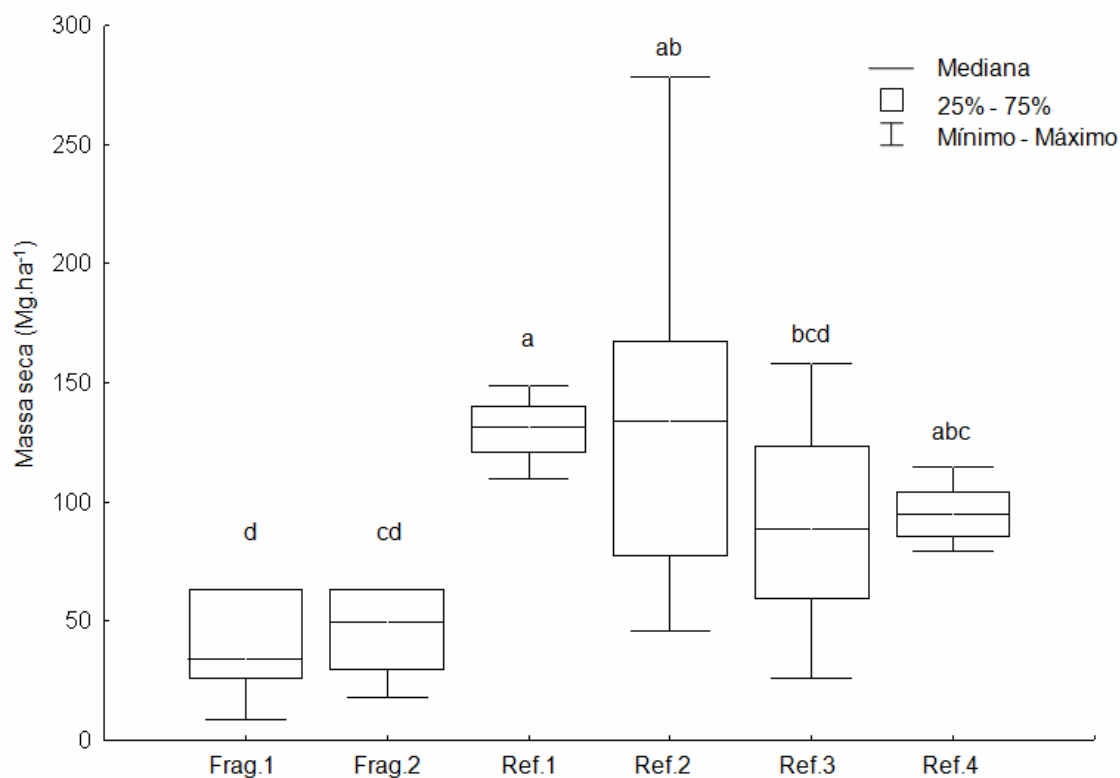 300
250
200
150
100
50
0
Massa seca (Mg.ha⁻¹)
Mediana
25% - 75%
Mínimo - Máximo
d
cd
a
ab
bcd
abc
Frag.1
Frag.2
Ref.1
Ref.2
Ref.3
Ref.4